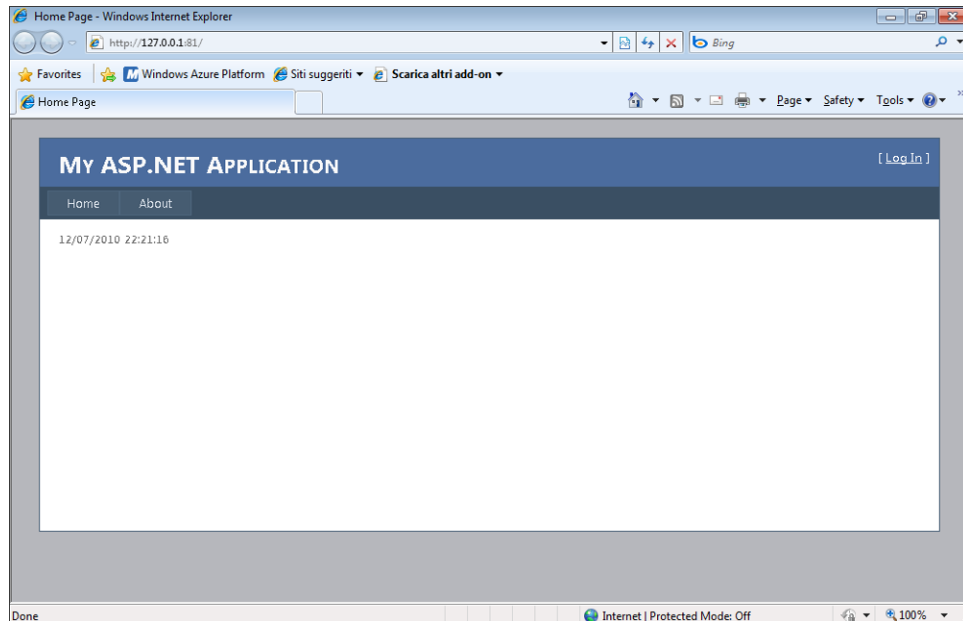 Home Page - Windows Internet Explorer
http://127.0.0.1:81/
Bing
Favorites Windows Azure Platform Siti suggeriti Scarica altri add-on
Home Page Page Safety Tools
MY ASP.NET APPLICATION
[ Log In ]
Home About
12/07/2010 22:21:16
Done Internet | Protected Mode: Off 100%